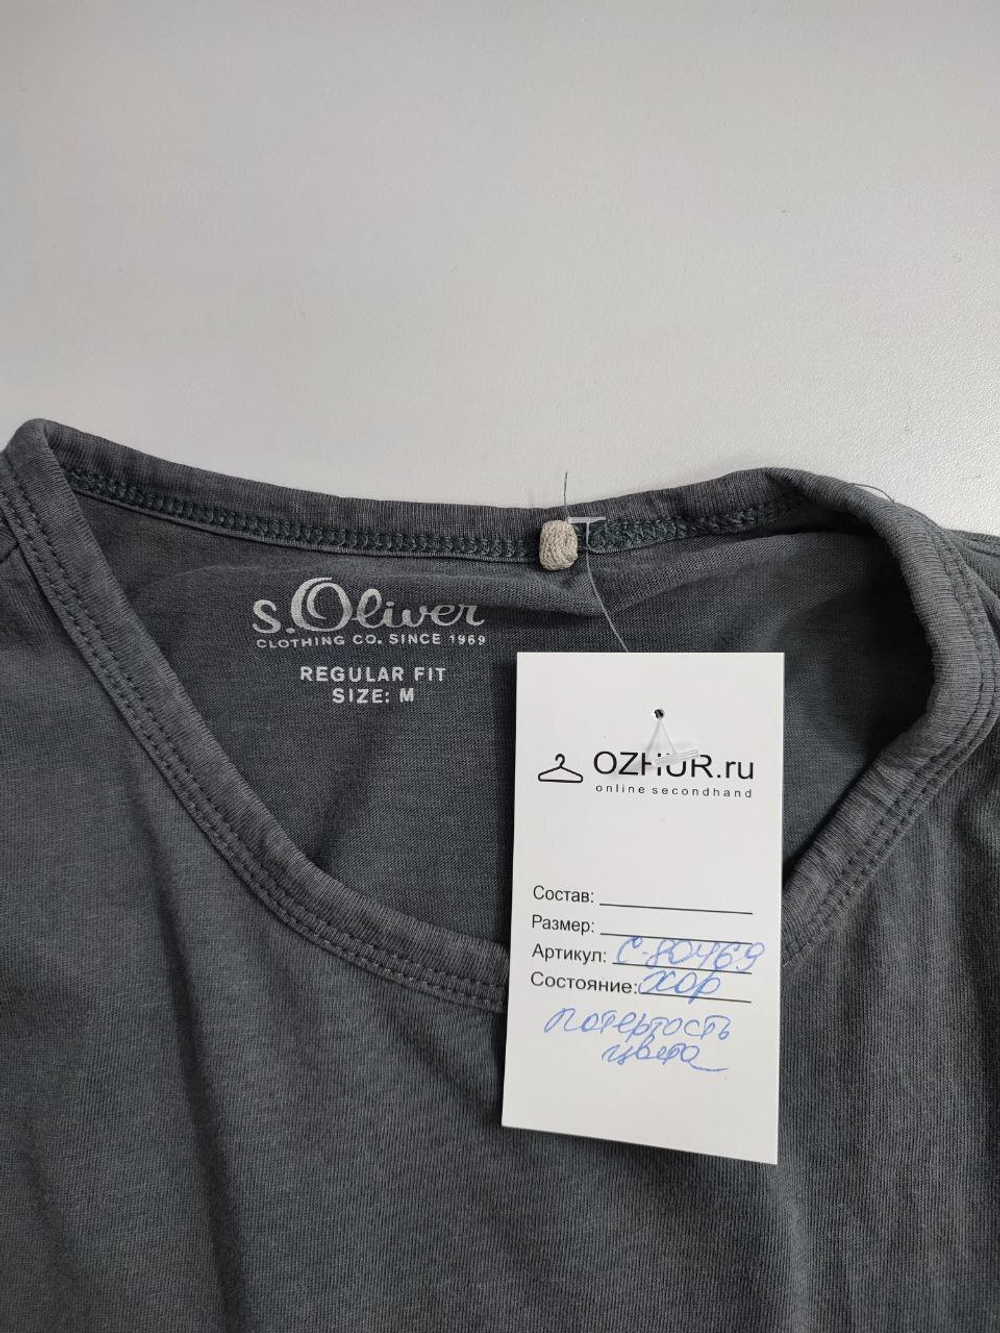 s.Oliver
CLOTHING CO. SINCE 1969
REGULAR FIT
SIZE: M
OZHUR.ru
online secondhand
Состав:
Размер:
Артикул: С-80469
Состояние: хор
потертость
цвета